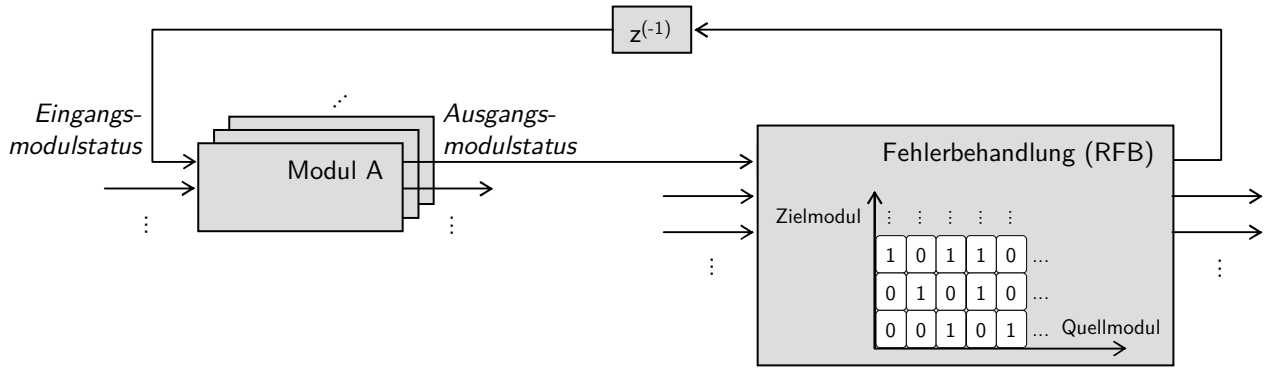 z(-1)
Eingangs-
modulstatus
...
Ausgangs-
modulstatus
Modul A
Fehlerbehandlung (RFB)
Zielmodul
⋮ ⋮ ⋮ ⋮ ⋮
1 0 1 1 0 ...
0 1 0 1 0 ...
0 0 1 0 1 ...
Quellmodul